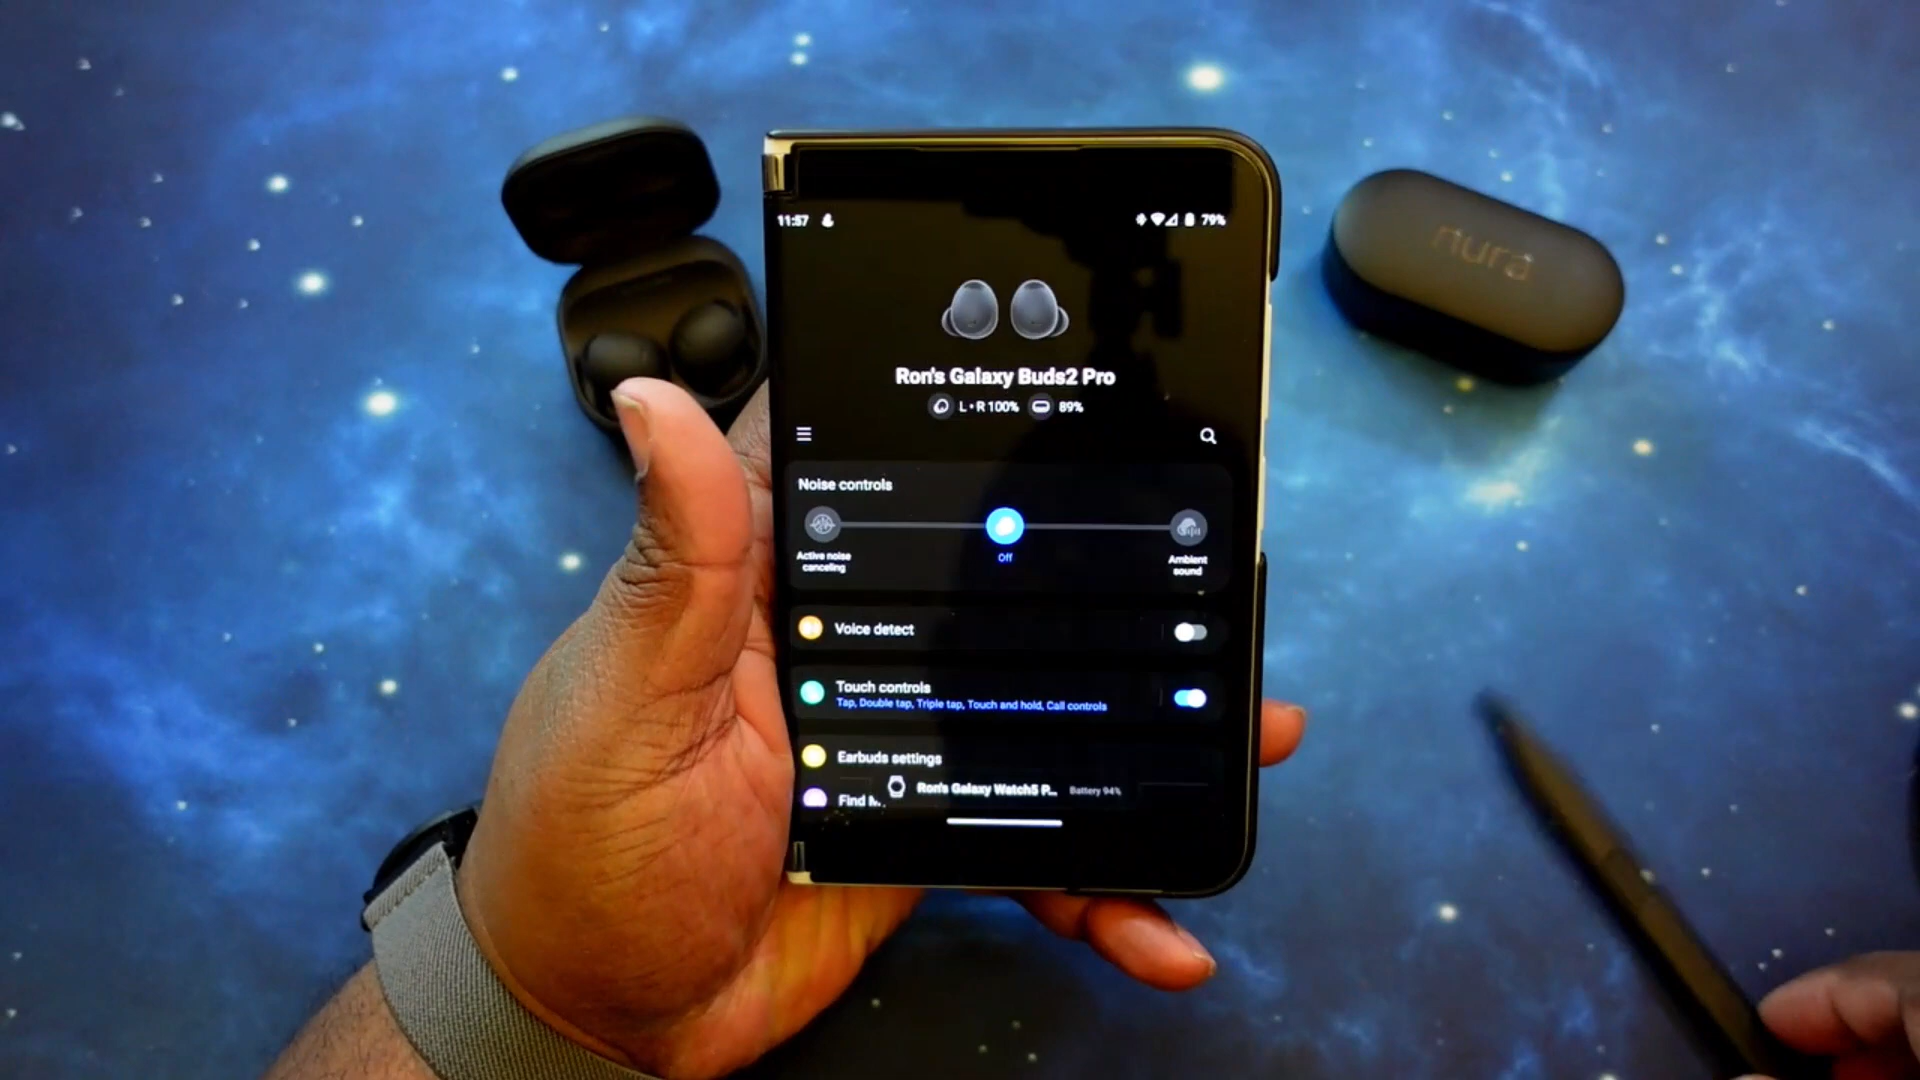 11:57
79%
nura
Ron's Galaxy Buds2 Pro
L • R 100% 89%
Noise controls
Active noise
canceling
Off
Ambient
sound
Voice detect
Touch controls
Tap, Double tap, Triple tap, Touch and hold, Call controls
Earbuds settings
Ron's Galaxy Watch5 P... Battery 94%
Find